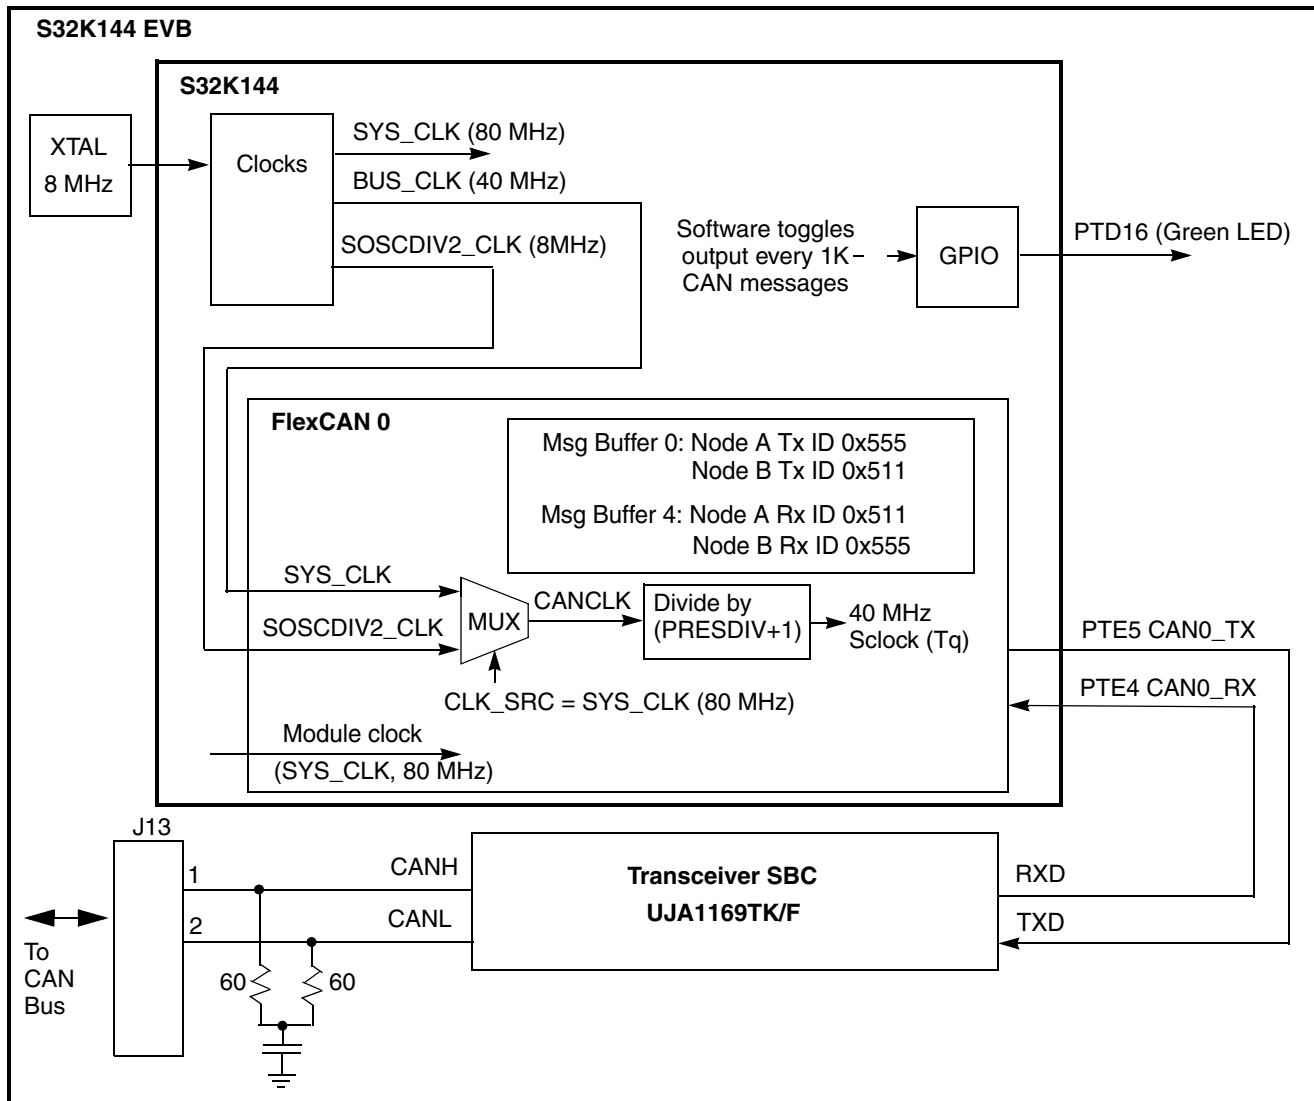 S32K144 EVB
S32K144
XTAL
8 MHz
Clocks
SYS_CLK (80 MHz)
BUS_CLK (40 MHz)
SOSCDIV2_CLK (8MHz)
Software toggles
output every 1K
CAN messages
GPIO
PTD16 (Green LED)
FlexCAN 0
Msg Buffer 0: Node A Tx ID 0x555
Node B Tx ID 0x511
Msg Buffer 4: Node A Rx ID 0x511
Node B Rx ID 0x555
SYS_CLK
SOSCDIV2_CLK
MUX
CANCLK
Divide by
(PRESDIV+1)
40 MHz
Sclock (Tq)
CLK_SRC = SYS_CLK (80 MHz)
Module clock
(SYS_CLK, 80 MHz)
PTE5 CAN0_TX
PTE4 CAN0_RX
J13
1
2
CANH
CANL
Transceiver SBC
UJA1169TK/F
RXD
TXD
To
CAN
Bus
60
60